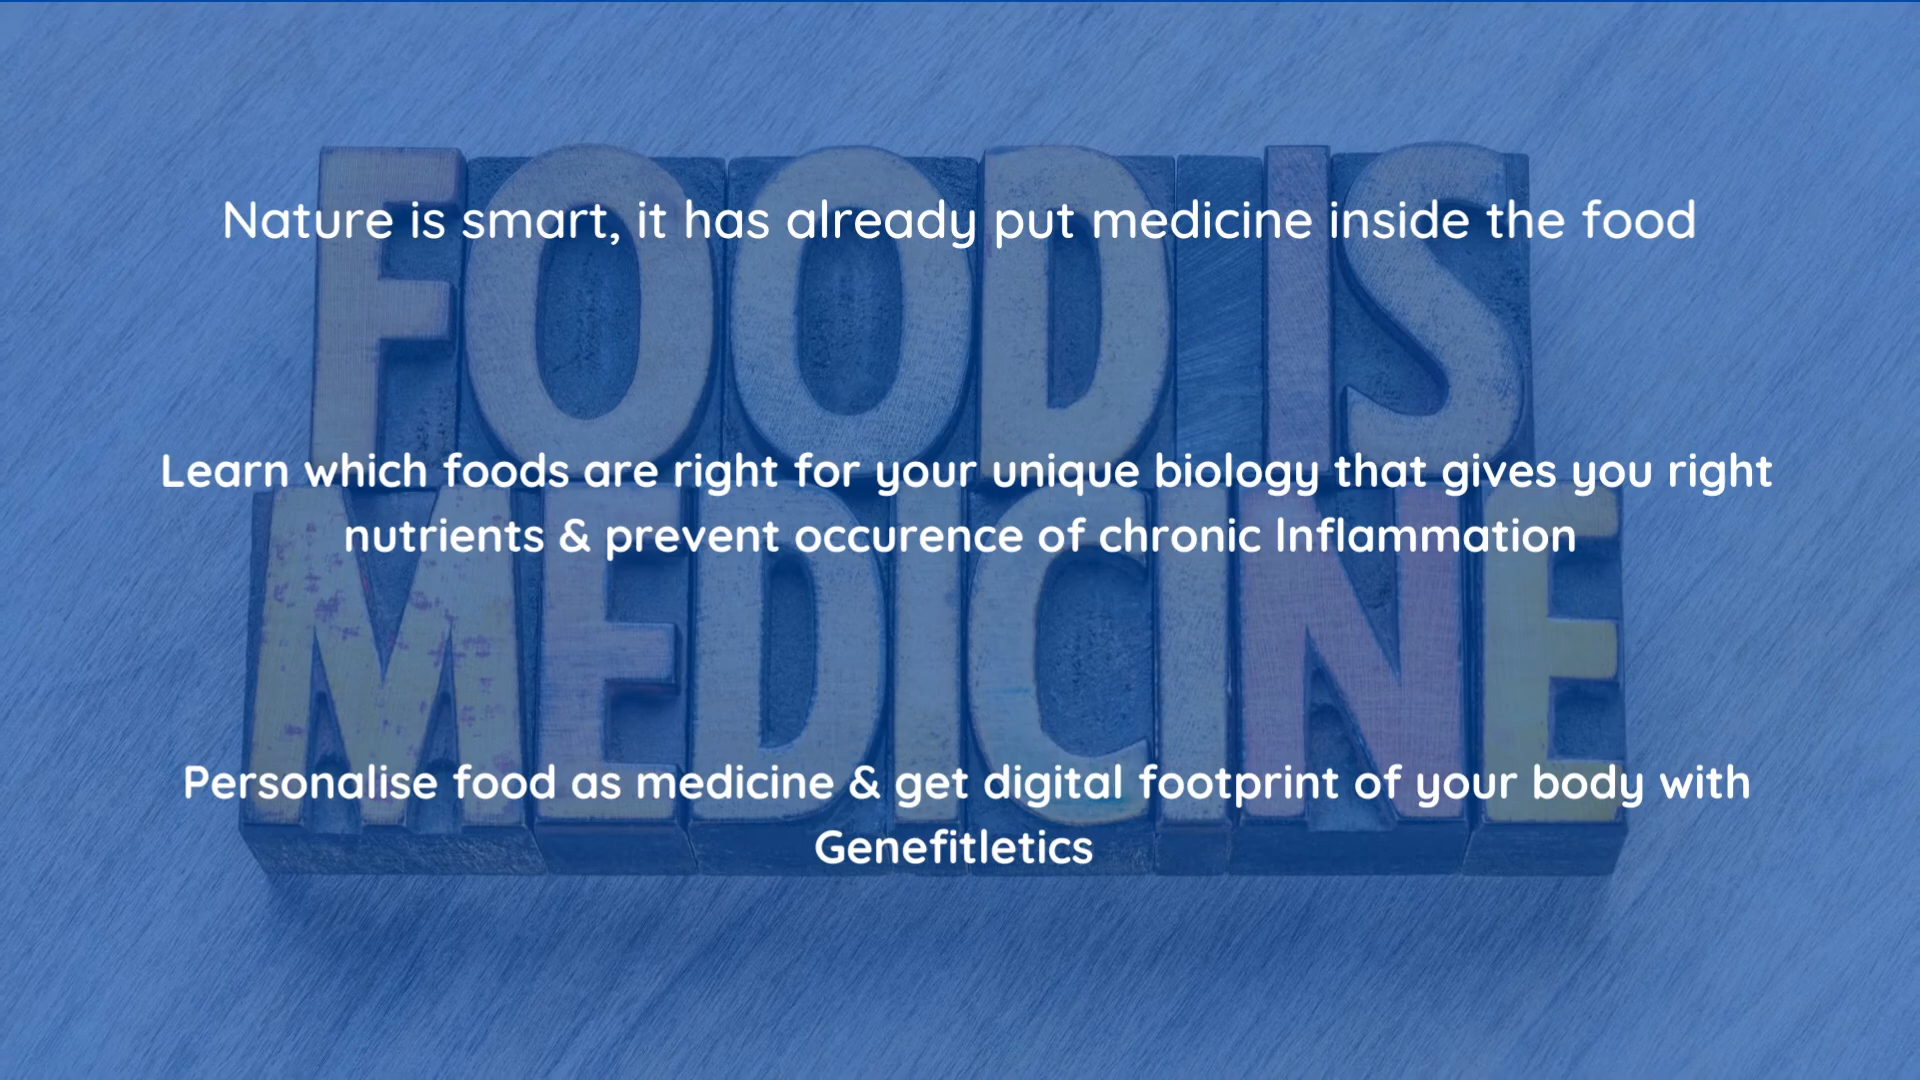 Nature is smart, it has already put medicine inside the food
Learn which foods are right for your unique biology that gives you right
nutrients & prevent occurence of chronic Inflammation
Personalise food as medicine & get digital footprint of your body with
Genefitletics
FOOD IS
MEDICINE